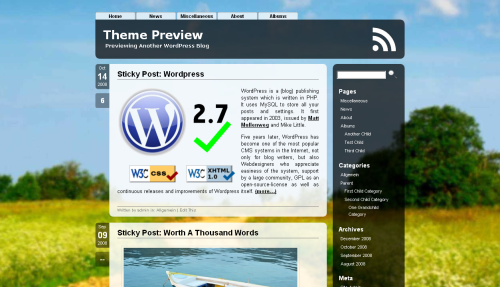 Home News Miscellaneous About Albums
Theme Preview
Previewing Another WordPress Blog
Oct
14
2008
6
Sticky Post: Wordpress
WordPress is a (blog) publishing
system which is written in PHP.
It uses MySQL to store all your
posts and settings. It first
appeared in 2003, issued by Matt
Mullenweg and Mike Little.
2.7
W3C CSS
W3C XHTML 1.0
Five years later, WordPress has
become one of the most popular
CMS systems in the Internet, not
only for blog writers, but also
Webdesigners who appreciate
easiness of the system, support
by a large community, GPL as an
open-source-license as well as
continuous releases and improvements of Wordpress itself. (more...)
Written by admin in: Allgemein | Edit This
09
2008
Sticky Post: Worth A Thousand Words
Pages
Miscellaneous
News
About
Albums
Another Child
Test Child
Third Child
Categories
Allgemein
Parent
First Child Category
Second Child Category
One Grandchild
Category
Archives
December 2008
October 2008
September 2008
August 2008
Meta
Site Admin